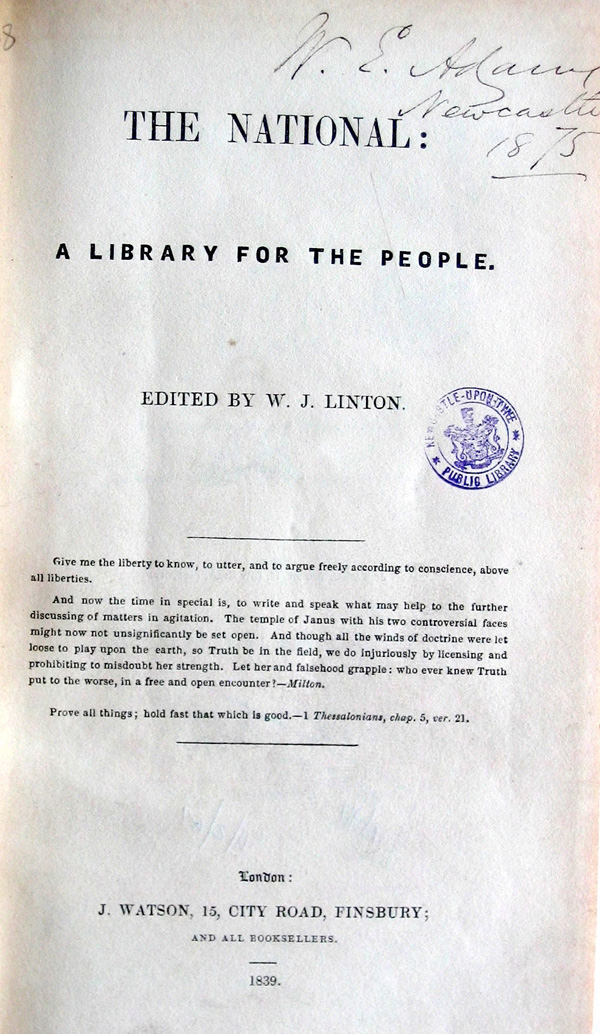 8
W. E. Adams
Newcastle
1875
THE NATIONAL:
A LIBRARY FOR THE PEOPLE.
EDITED BY W. J. LINTON.
NEWCASTLE-UPON-TYNE
PUBLIC LIBRARY
Give me the liberty to know, to utter, and to argue freely according to conscience, above
all liberties.
And now the time in special is, to write and speak what may help to the further
discussing of matters in agitation. The temple of Janus with his two controversial faces
might now not unsignificantly be set open. And though all the winds of doctrine were let
loose to play upon the earth, so Truth be in the field, we do injuriously by licensing and
prohibiting to misdoubt her strength. Let her and falsehood grapple: who ever knew Truth
put to the worse, in a free and open encounter?—Milton.
Prove all things; hold fast that which is good.—1 Thessalonians, chap. 5, ver. 21.
London:
J. WATSON, 15, CITY ROAD, FINSBURY;
AND ALL BOOKSELLERS.
1839.